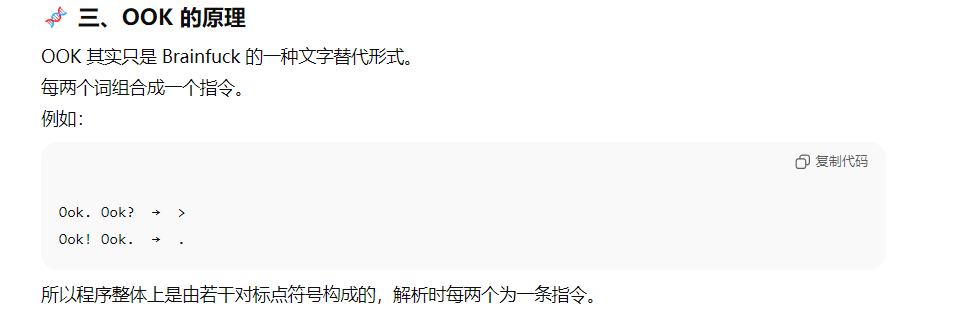 🧬 三、OOK 的原理
OOK 其实只是 Brainfuck 的一种文字替代形式。
每两个词组合成一个指令。
例如：
复制代码
Ook. Ook? → >
Ook! Ook. → .
所以程序整体上是由若干对标点符号构成的，解析时每两个为一条指令。